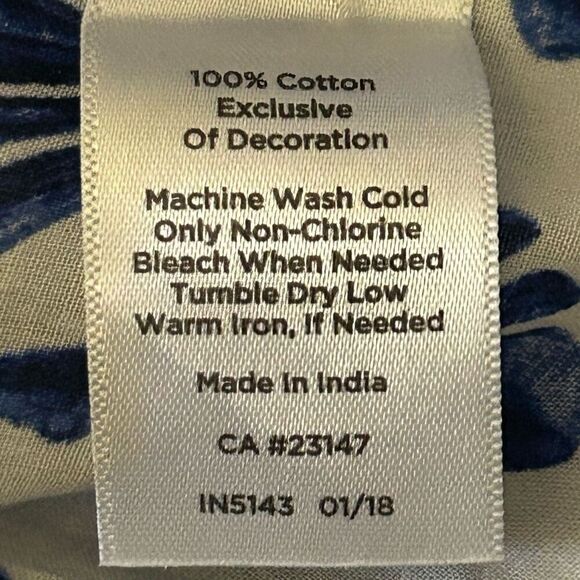 100% Cotton
Exclusive
Of Decoration
Machine Wash Cold
Only Non-Chlorine
Bleach When Needed
Tumble Dry Low
Warm Iron, If Needed
Made In India
CA #23147
IN5143 01/18